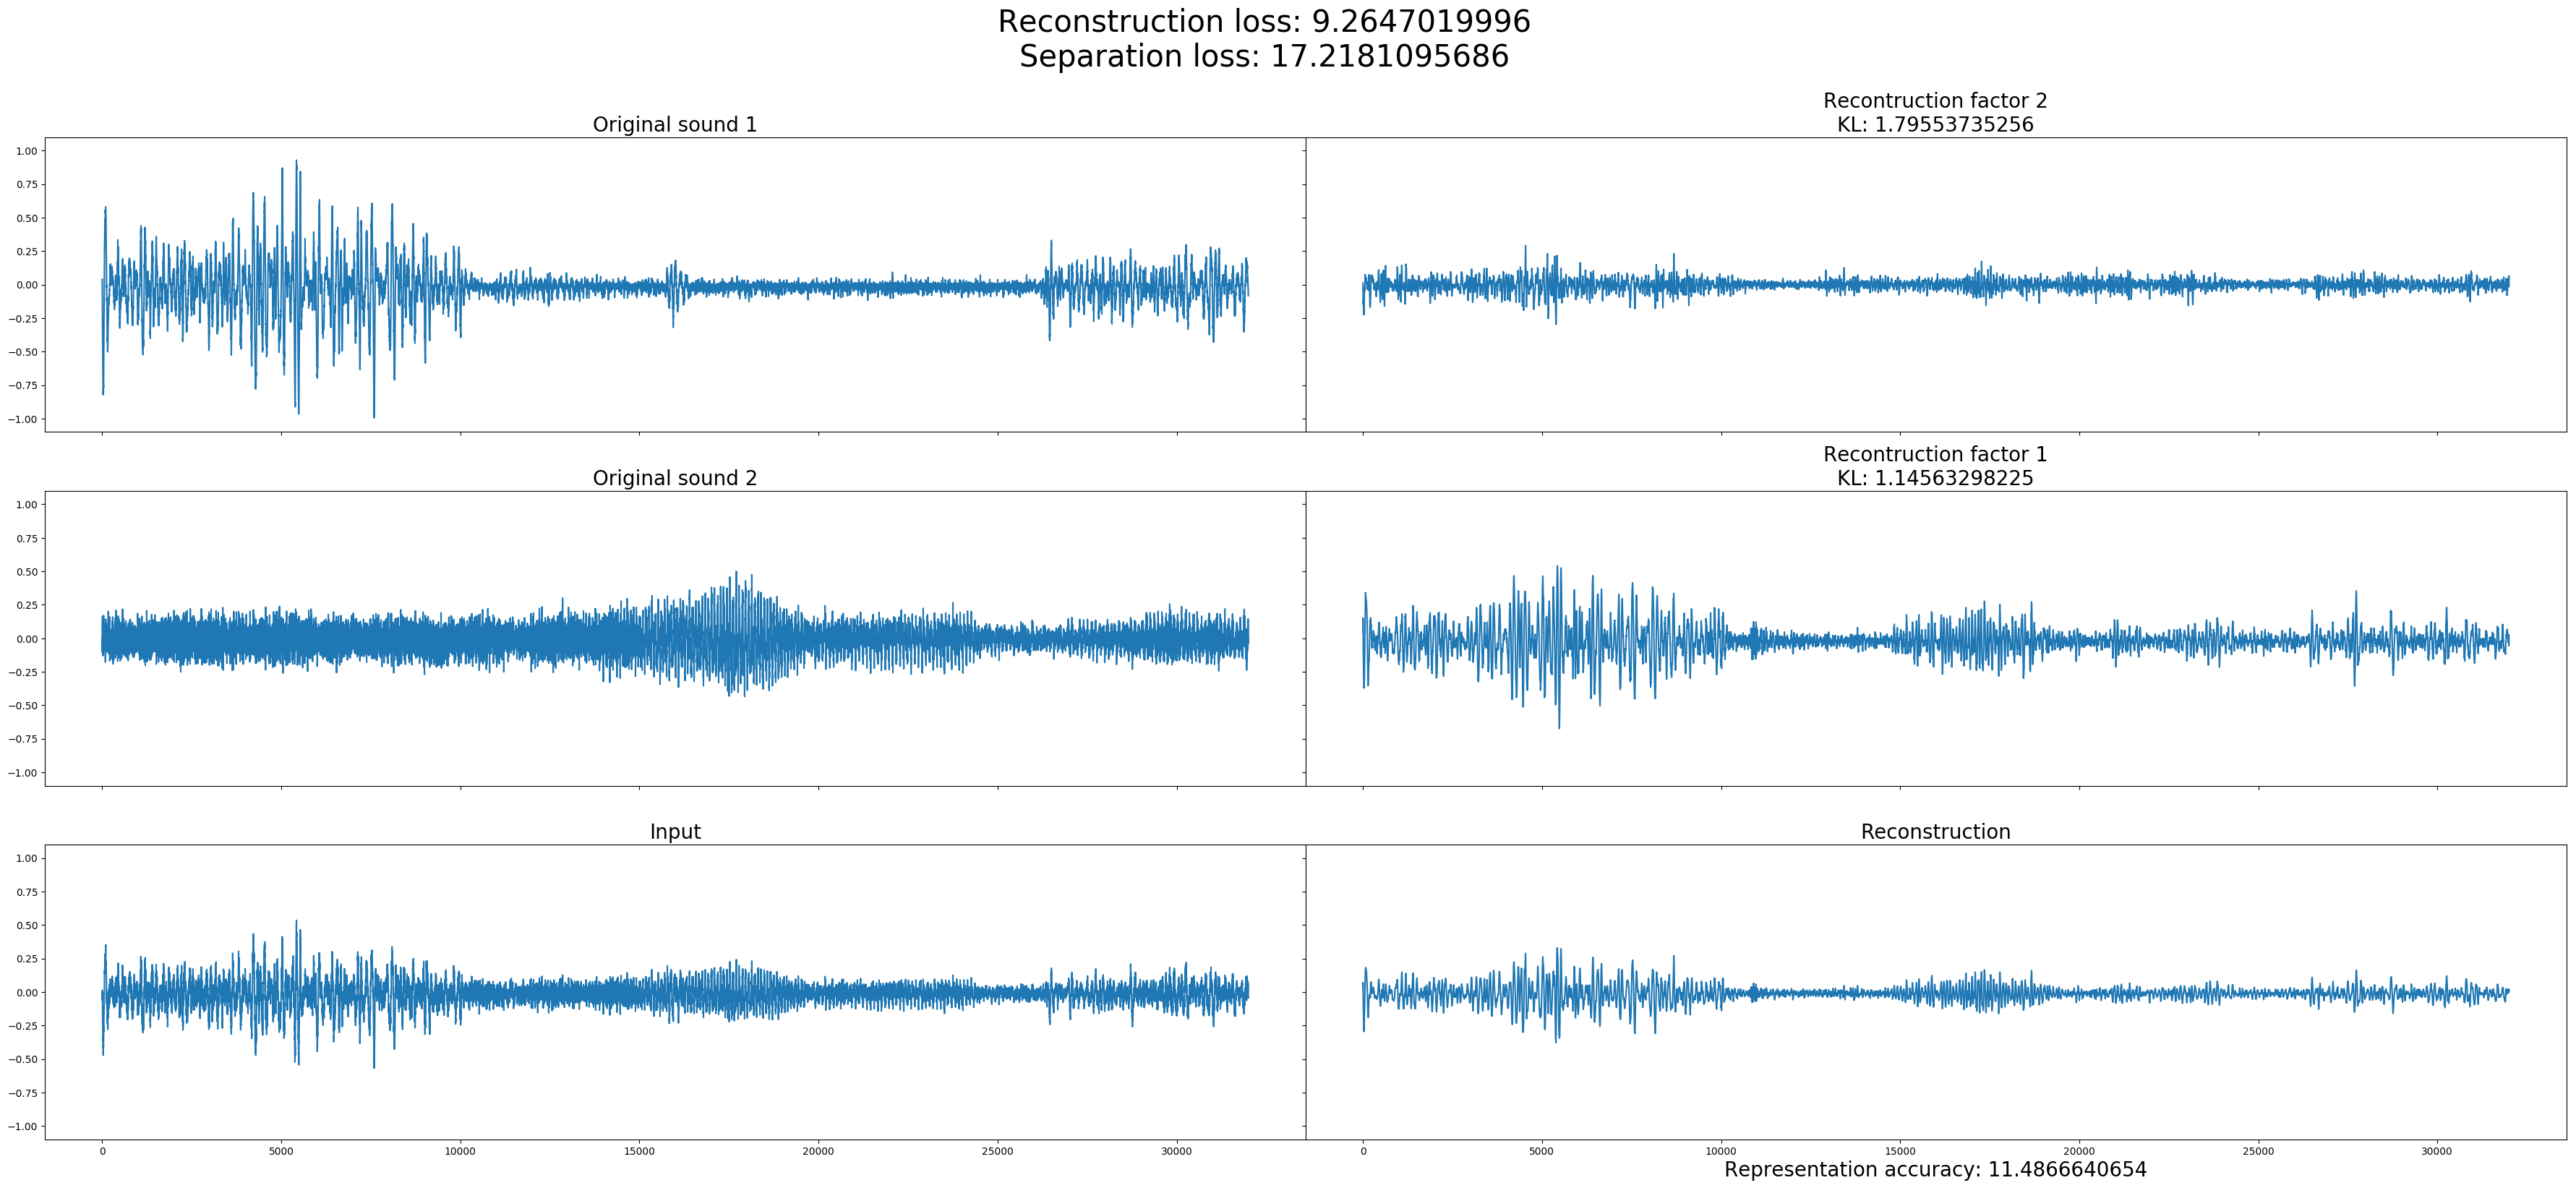 Reconstruction loss: 9.2647019996
Separation loss: 17.2181095686
Original sound 1
Recontruction factor 2
KL: 1.79553735256
1.00
0.75
0.50
0.25
0.00
−0.25
−0.50
−0.75
−1.00
Original sound 2
Recontruction factor 1
KL: 1.14563298225
1.00
0.75
0.50
0.25
0.00
−0.25
−0.50
−0.75
−1.00
Input
Reconstruction
1.00
0.75
0.50
0.25
0.00
−0.25
−0.50
−0.75
−1.00
0 5000 10000 15000 20000 25000 30000 0 5000 10000 15000 20000 25000 30000
Representation accuracy: 11.4866640654